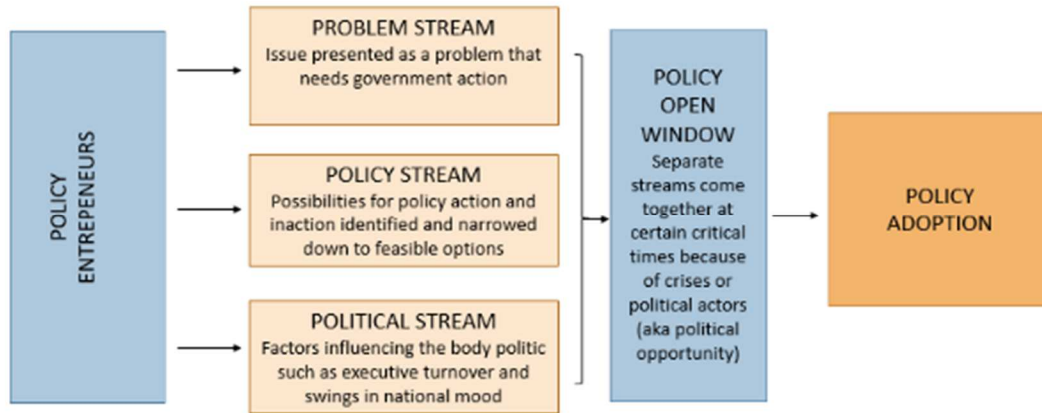 POLICY
ENTREPENEURS
PROBLEM STREAM
Issue presented as a problem that
needs government action
POLICY STREAM
Possibilities for policy action and
inaction identified and narrowed
down to feasible options
POLITICAL STREAM
Factors influencing the body politic
such as executive turnover and
swings in national mood
POLICY
OPEN
WINDOW
Separate
streams come
together at
certain critical
times because
of crises or
political actors
(aka political
opportunity)
POLICY
ADOPTION